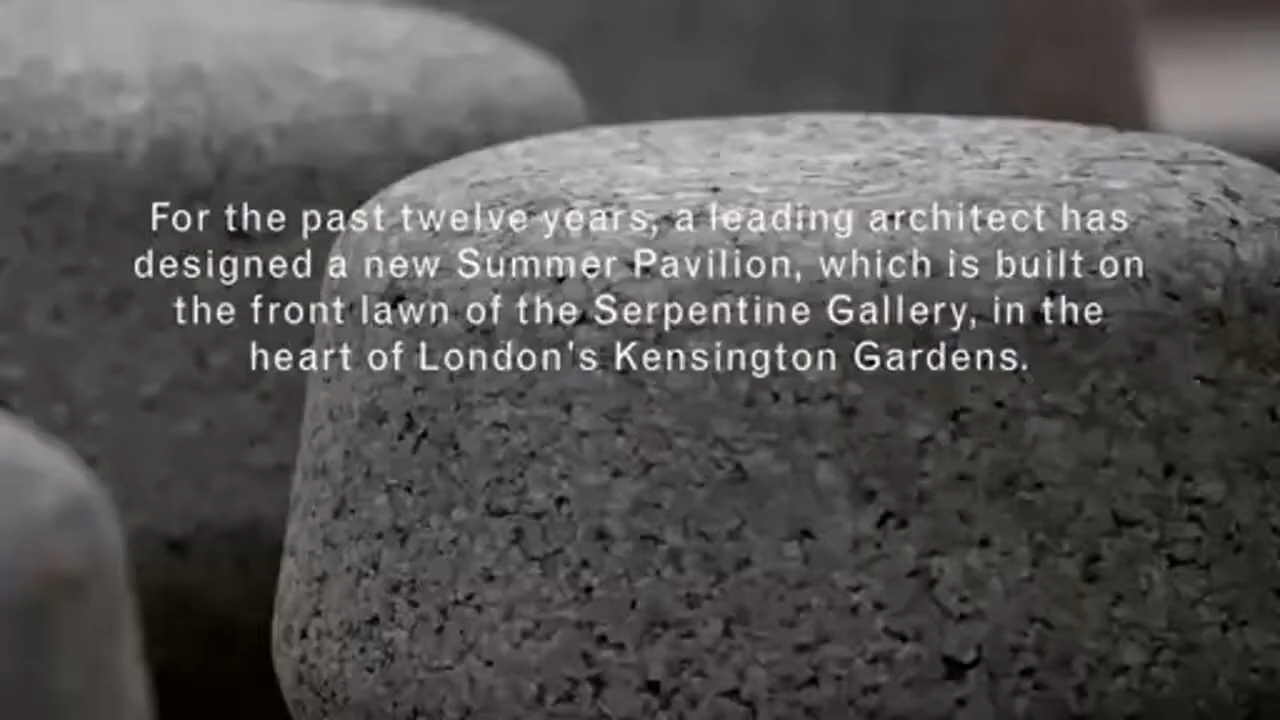 For the past twelve years, a leading architect has
designed a new Summer Pavilion, which is built on
the front lawn of the Serpentine Gallery, in the
heart of London's Kensington Gardens.